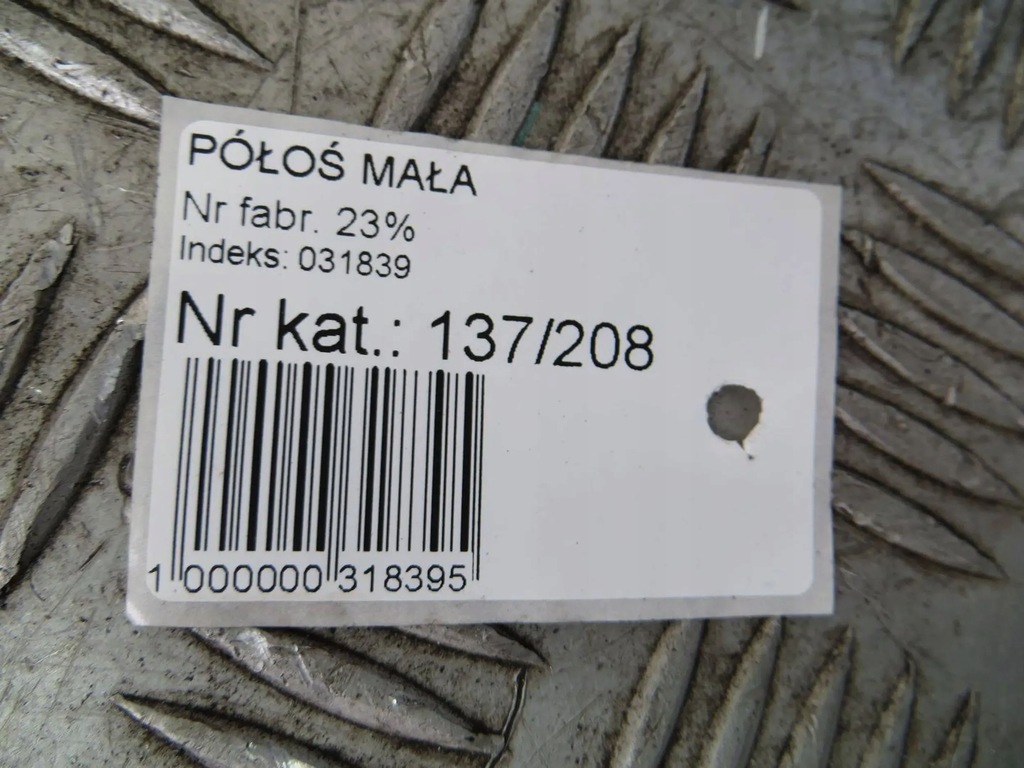 PÓŁOŚ MAŁA
Nr fabr. 23%
Indeks: 031839
Nr kat.: 137/208
1 000000 318395